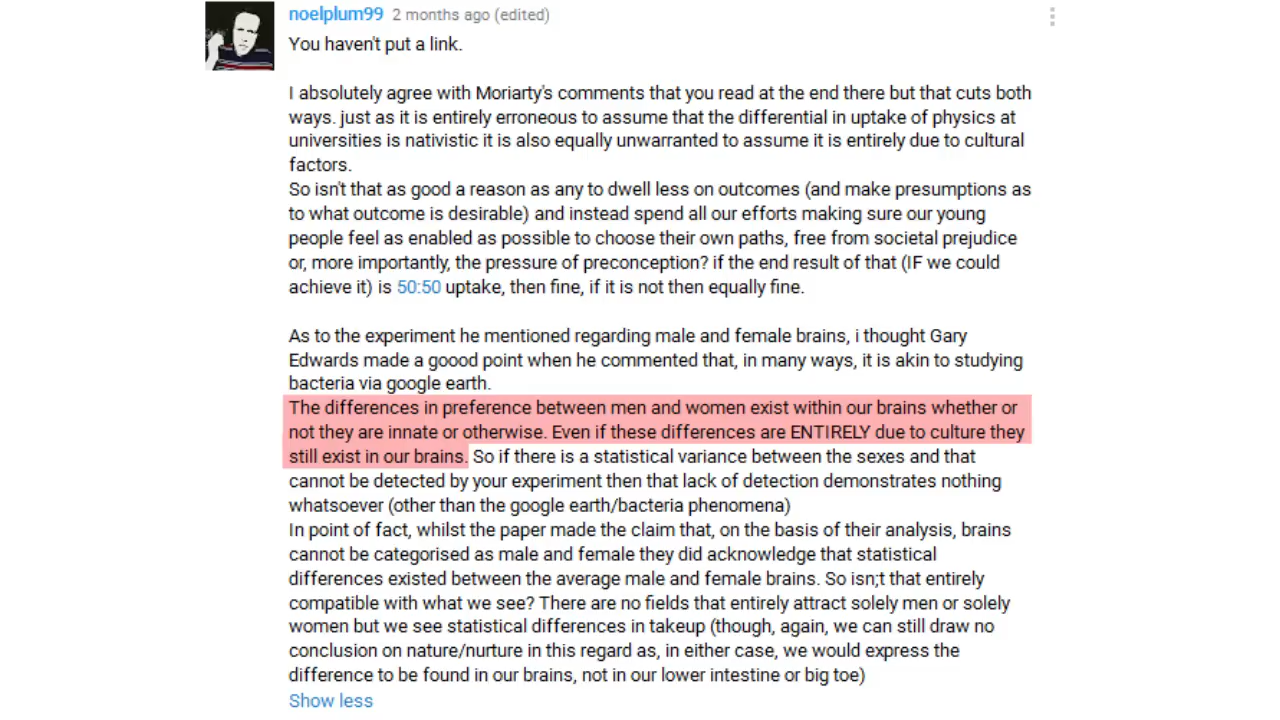 noelplum99 2 months ago (edited)
You haven't put a link.
I absolutely agree with Moriarty's comments that you read at the end there but that cuts both
ways. just as it is entirely erroneous to assume that the differential in uptake of physics at
universities is nativistic it is also equally unwarranted to assume it is entirely due to cultural
factors.
So isn't that as good a reason as any to dwell less on outcomes (and make presumptions as
to what outcome is desirable) and instead spend all our efforts making sure our young
people feel as enabled as possible to choose their own paths, free from societal prejudice
or, more importantly, the pressure of preconception? if the end result of that (IF we could
achieve it) is 50:50 uptake, then fine, if it is not then equally fine.
As to the experiment he mentioned regarding male and female brains, i thought Gary
Edwards made a goood point when he commented that, in many ways, it is akin to studying
bacteria via google earth.
The differences in preference between men and women exist within our brains whether or
not they are innate or otherwise. Even if these differences are ENTIRELY due to culture they
still exist in our brains. So if there is a statistical variance between the sexes and that
cannot be detected by your experiment then that lack of detection demonstrates nothing
whatsoever (other than the google earth/bacteria phenomena)
In point of fact, whilst the paper made the claim that, on the basis of their analysis, brains
cannot be categorised as male and female they did acknowledge that statistical
differences existed between the average male and female brains. So isn;t that entirely
compatible with what we see? There are no fields that entirely attract solely men or solely
women but we see statistical differences in takeup (though, again, we can still draw no
conclusion on nature/nurture in this regard as, in either case, we would express the
difference to be found in our brains, not in our lower intestine or big toe)
Show less